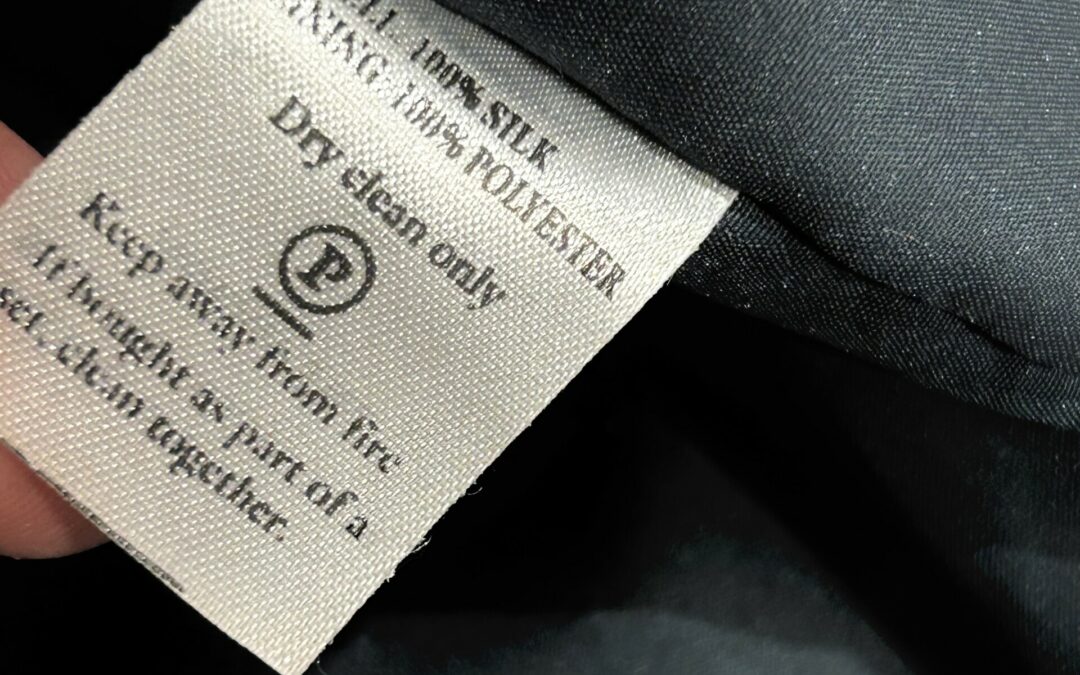 100% SILK
LINING: 100% POLYESTER
Dry clean only
P
Keep away from fire
If bought as part of a
set, clean together.